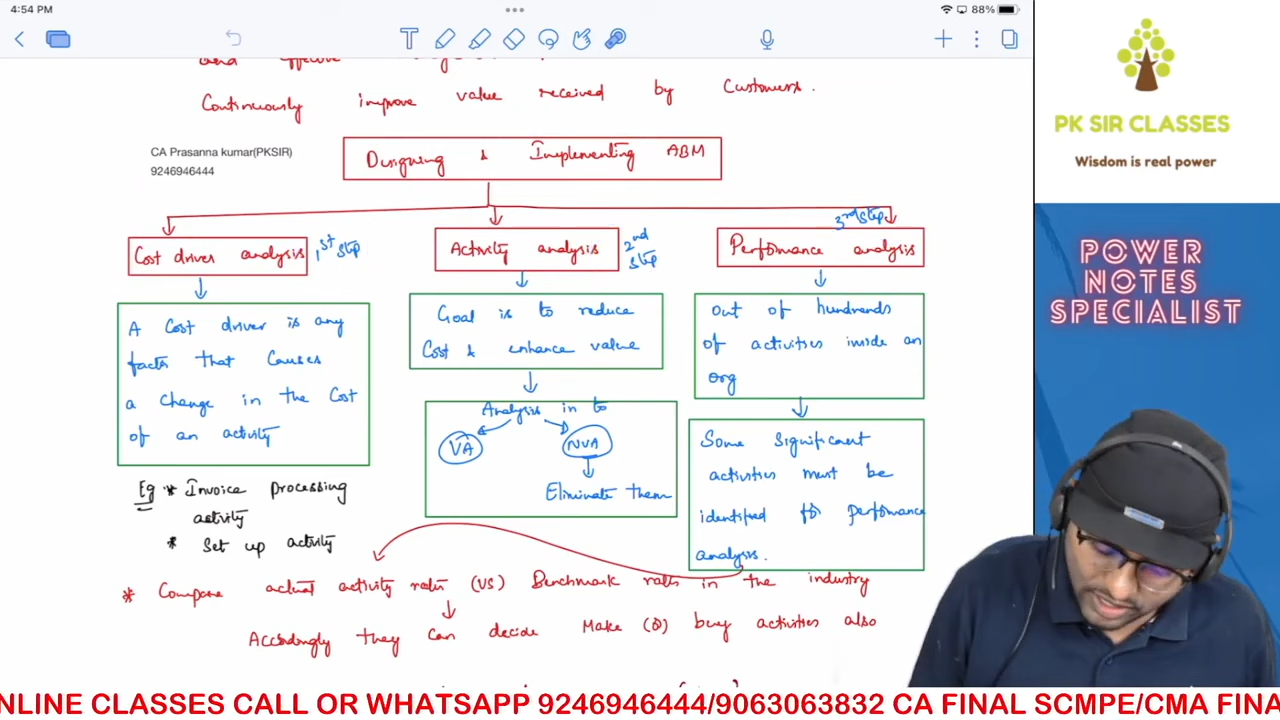 4:54 PM
88%
and effective
Continuously improve value received by Customers.
CA Prasanna kumar(PKSIR)
9246946444
Designing & Implementing ABM
Cost driver analysis
1st Step
Activity analysis
2nd Step
3rd Step
Perfomance analysis
A Cost driver is any
factor that Causes
a change in the Cost
of an activity
Eg * Invoice processing
activity
* Set up activity
Goal is to reduce
Cost & enhance value
Analysis in to
VA NVA
Eliminate them
out of hundreads
of activities inside an
org
Some significant
activities must be
identified for perfomance
analysis.
* Compare actual activity rates (VS) Benchmark rates in the industry
Accordingly they can decide Make (or) buy activities also
PK SIR CLASSES
Wisdom is real power
POWER
NOTES
SPECIALIST
ONLINE CLASSES CALL OR WHATSAPP 9246946444/9063063832 CA FINAL SCMPE/CMA FINA